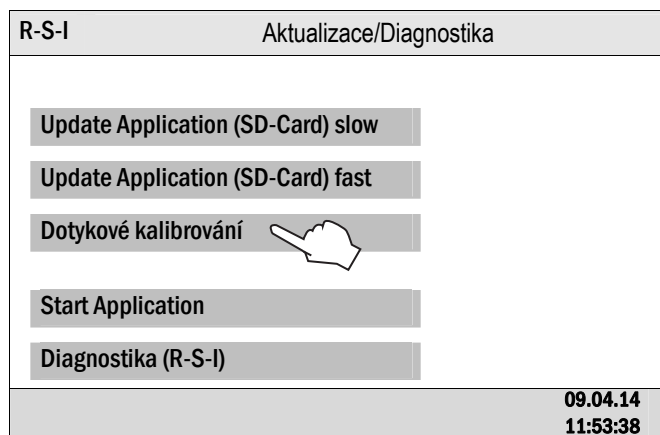 R-S-I Aktualizace/Diagnostika
Update Application (SD-Card) slow
Update Application (SD-Card) fast
Dotykové kalibrování
Start Application
Diagnostika (R-S-I)
09.04.14
11:53:38